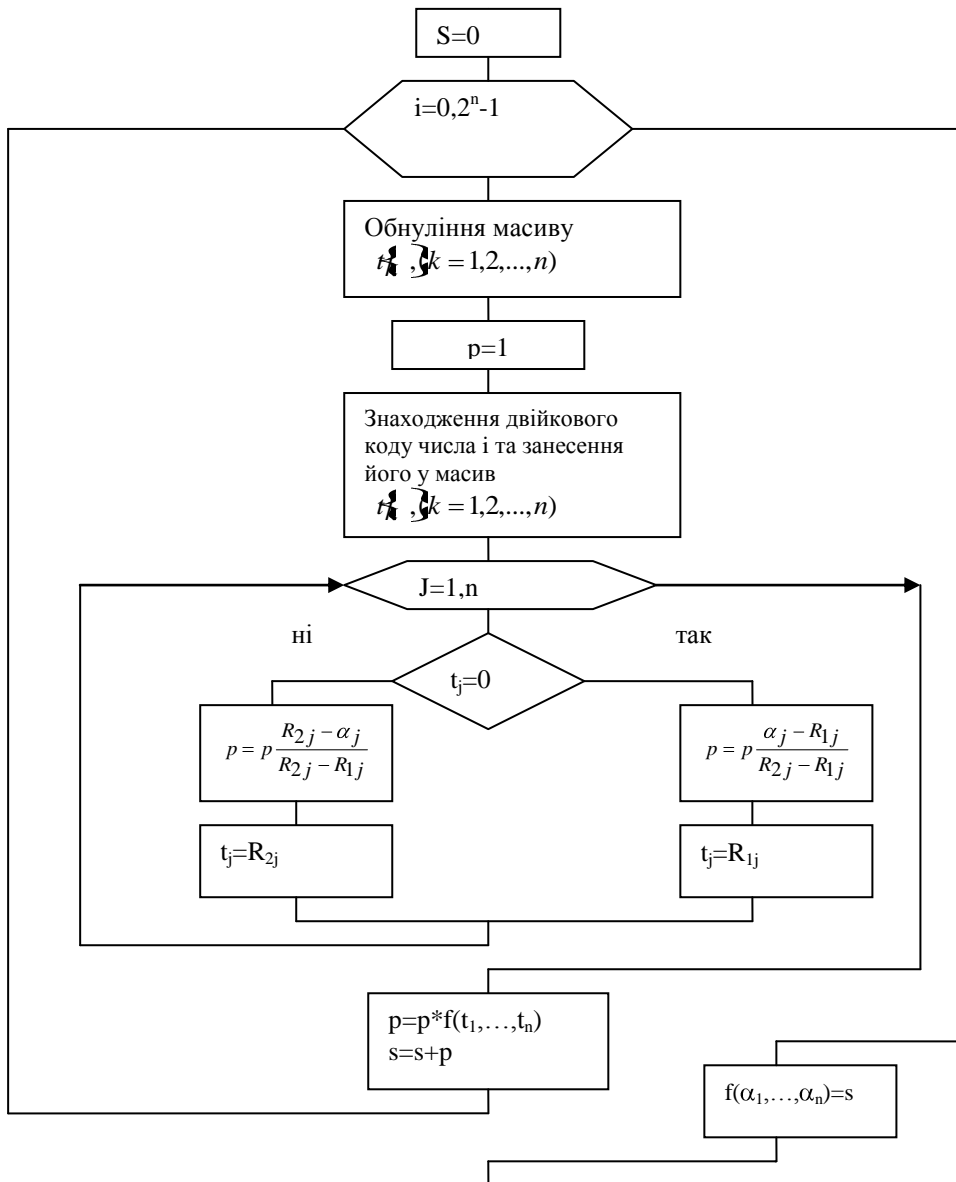 S=0
i=0,2ⁿ-1
Обнуління масиву
(k = 1,2,...,n)
p=1
Знаходження двійкового
коду числа і та занесення
його у масив
(k = 1,2,...,n)
J=1,n
ні
так
tⱼ=0
p = p (R₂ⱼ − αⱼ)/(R₂ⱼ − R₁ⱼ)
p = p (αⱼ − R₁ⱼ)/(R₂ⱼ − R₁ⱼ)
tⱼ=R₂ⱼ
tⱼ=R₁ⱼ
p=p*f(t₁,…,tₙ)
s=s+p
f(α₁,…,αₙ)=s